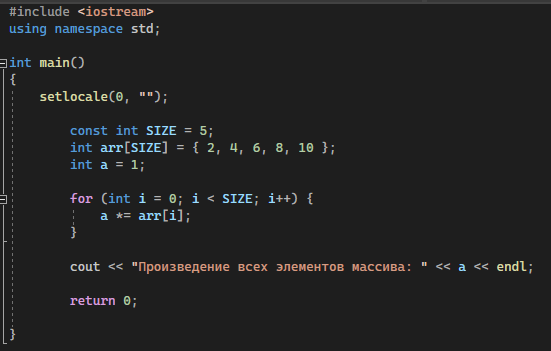 #include <iostream>
using namespace std;
int main()
{
setlocale(0, "");
const int SIZE = 5;
int arr[SIZE] = { 2, 4, 6, 8, 10 };
int a = 1;
for (int i = 0; i < SIZE; i++) {
a *= arr[i];
}
cout << "Произведение всех элементов массива: " << a << endl;
return 0;
}